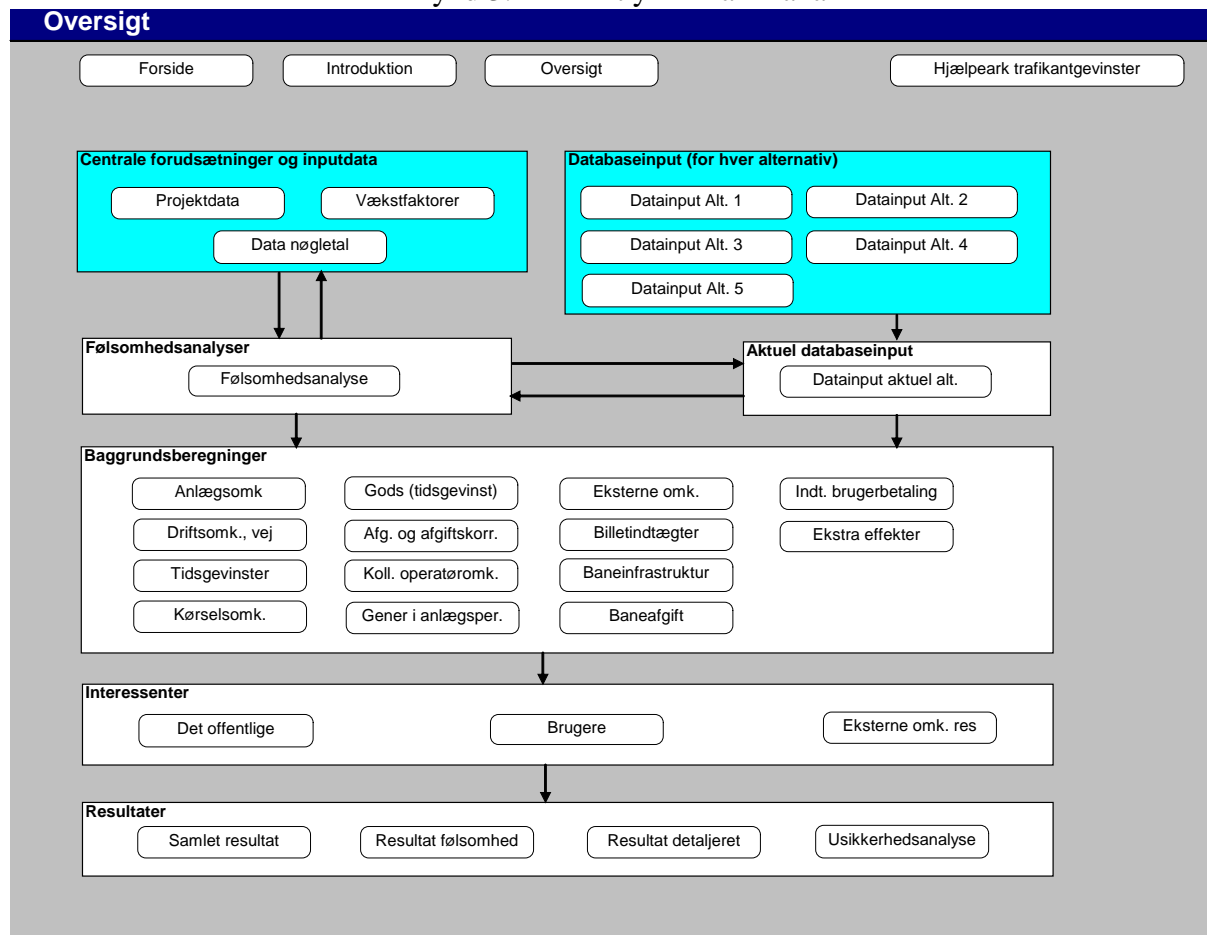 Oversigt
Forside
Introduktion
Oversigt
Hjælpeark trafikantgevinster
Centrale forudsætninger og inputdata
Projektdata
Vækstfaktorer
Data nøgletal
Databaseinput (for hver alternativ)
Datainput Alt. 1
Datainput Alt. 2
Datainput Alt. 3
Datainput Alt. 4
Datainput Alt. 5
Følsomhedsanalyser
Følsomhedsanalyse
Aktuel databaseinput
Datainput aktuel alt.
Baggrundsberegninger
Anlægsomk
Gods (tidsgevinst)
Eksterne omk.
Indt. brugerbetaling
Driftsomk., vej
Afg. og afgiftskorr.
Billetindtægter
Ekstra effekter
Tidsgevinster
Koll. operatøromk.
Baneinfrastruktur
Kørselsomk.
Gener i anlægsper.
Baneafgift
Interessenter
Det offentlige
Brugere
Eksterne omk. res
Resultater
Samlet resultat
Resultat følsomhed
Resultat detaljeret
Usikkerhedsanalyse